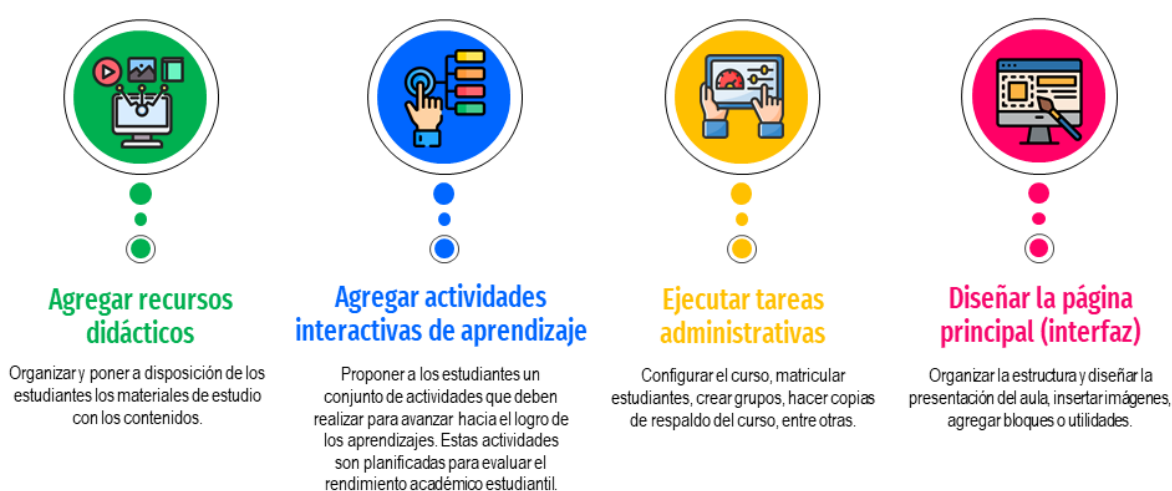 Agregar recursos
didácticos
Organizar y poner a disposición de los
estudiantes los materiales de estudio
con los contenidos.
Agregar actividades
interactivas de aprendizaje
Proponer a los estudiantes un
conjunto de actividades que deben
realizar para avanzar hacia el logro de
los aprendizajes. Estas actividades
son planificadas para evaluar el
rendimiento académico estudiantil.
Ejecutar tareas
administrativas
Configurar el curso, matricular
estudiantes, crear grupos, hacer copias
de respaldo del curso, entre otras.
Diseñar la página
principal (interfaz)
Organizar la estructura y diseñar la
presentación del aula, insertar imágenes,
agregar bloques o utilidades.